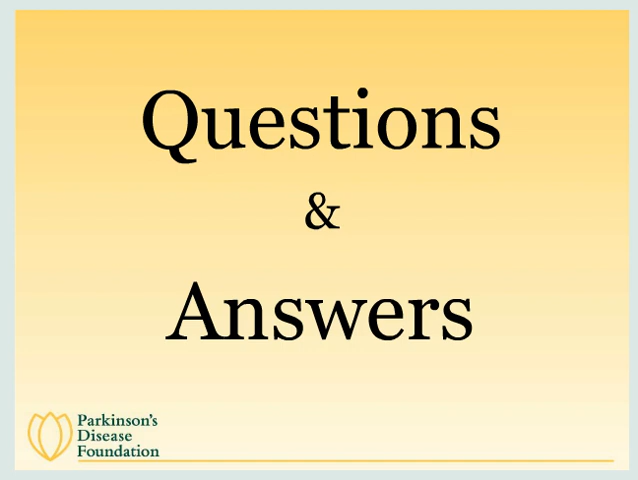 Questions
&
Answers
Parkinson's
Disease
Foundation